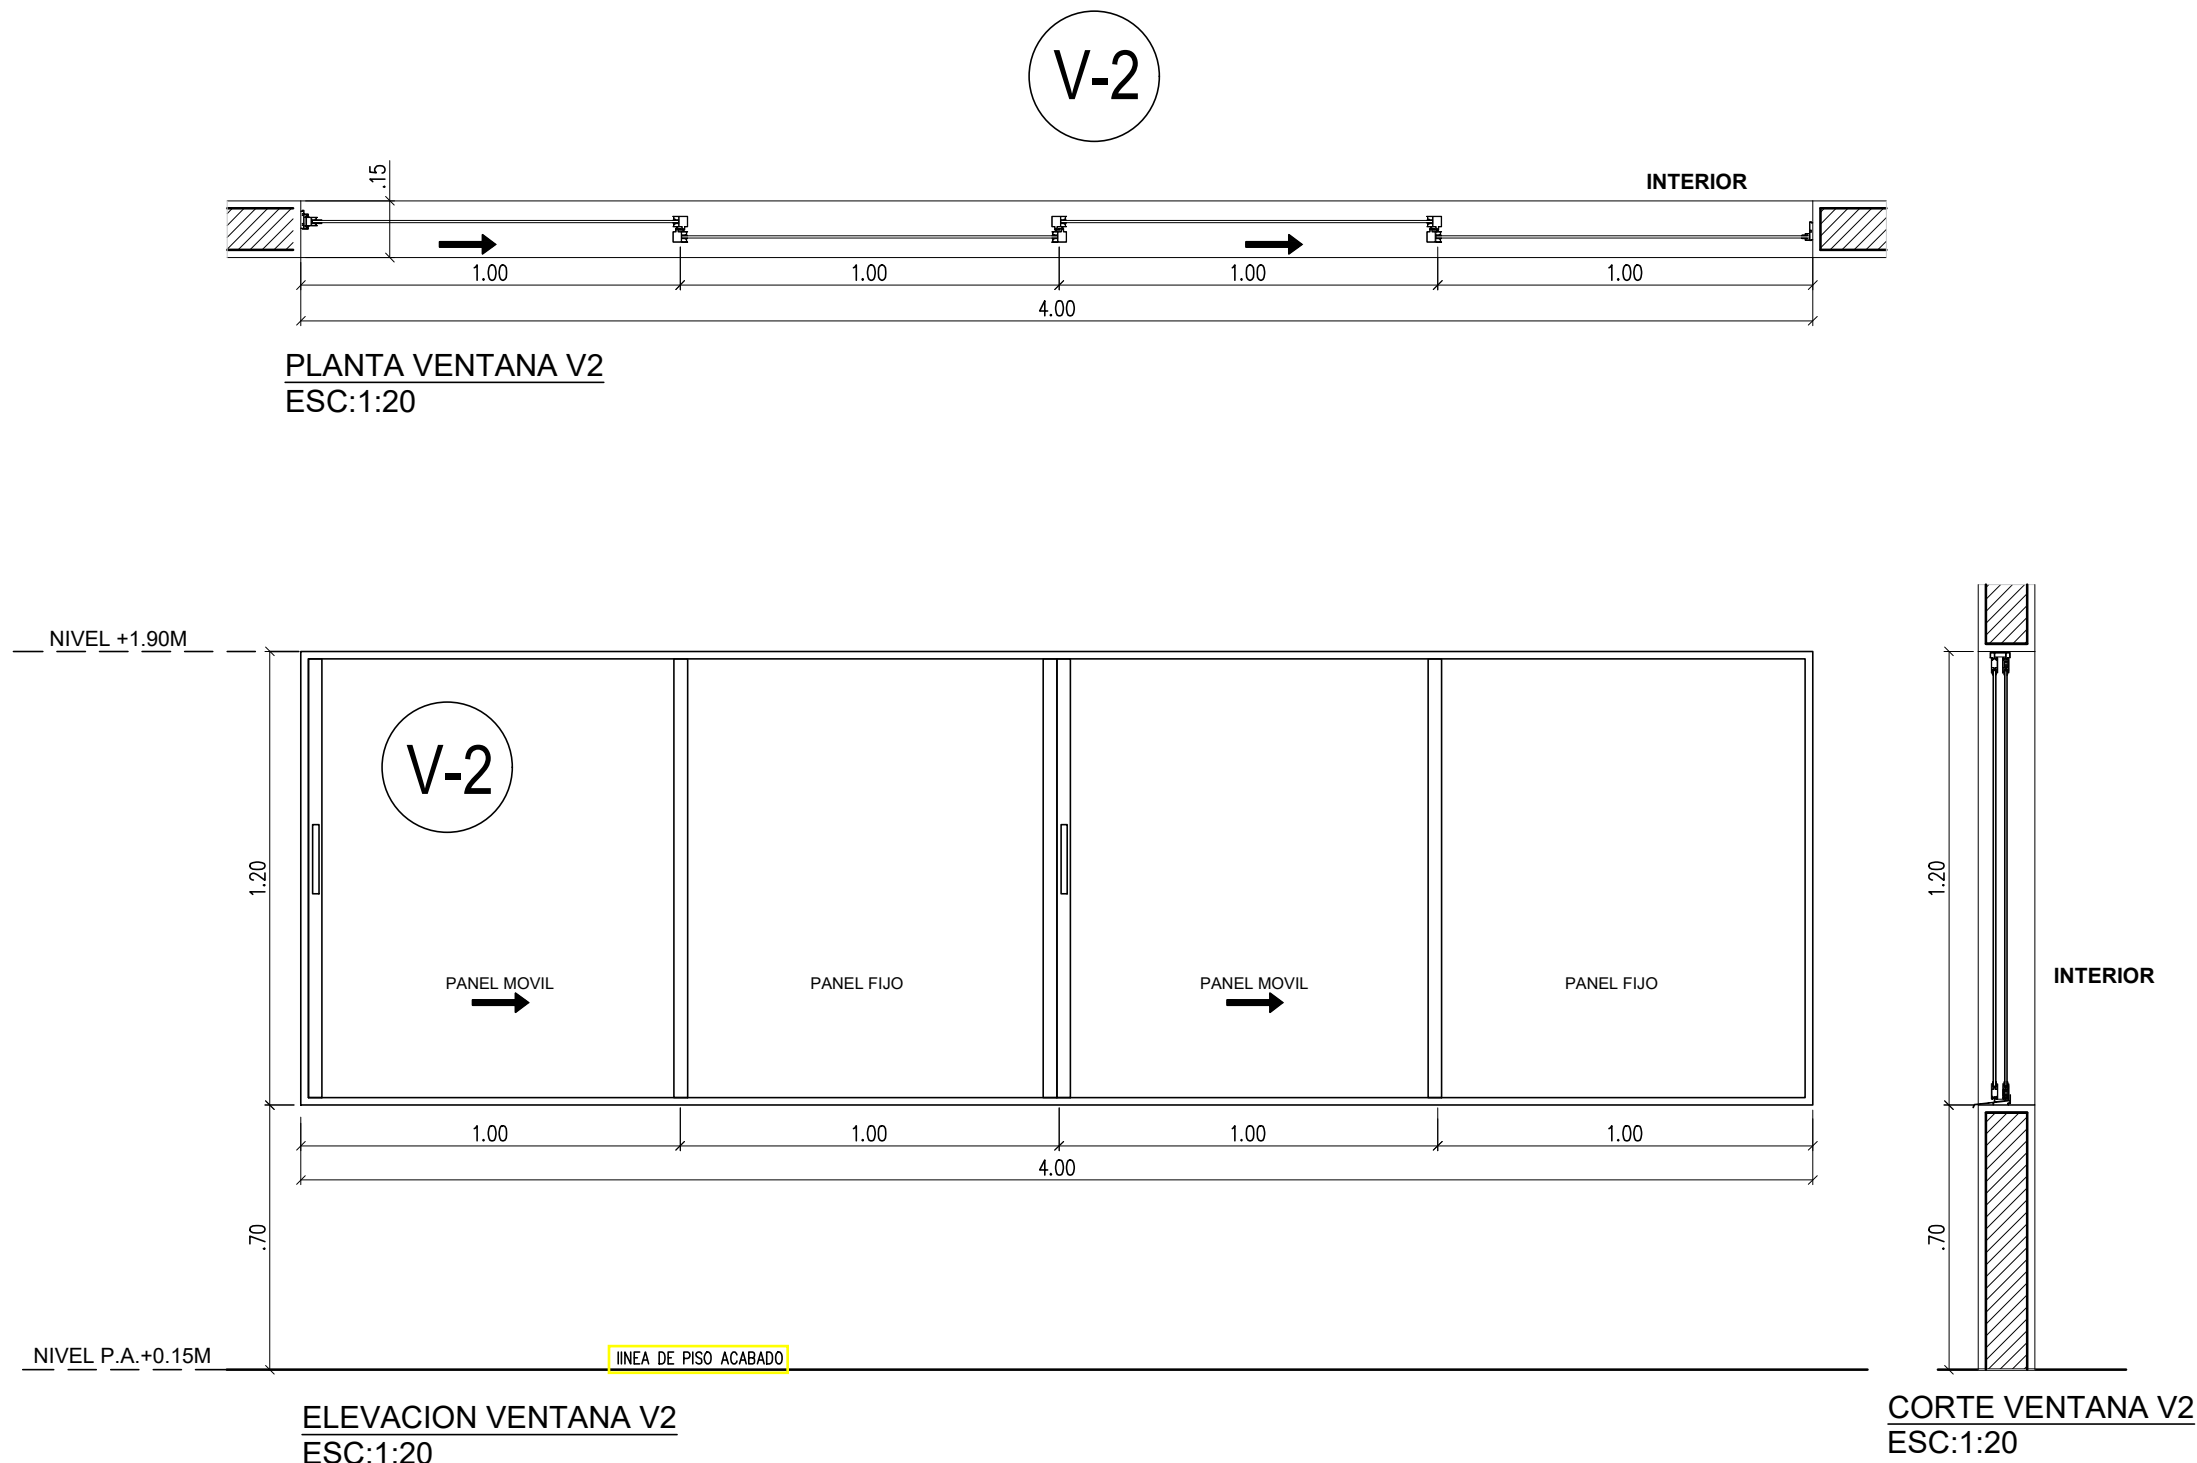 V-2
.15
INTERIOR
1.00 1.00 1.00 1.00
4.00
PLANTA VENTANA V2
ESC:1:20
NIVEL +1.90M
V-2
1.20
1.20
PANEL MOVIL PANEL FIJO PANEL MOVIL PANEL FIJO
INTERIOR
1.00 1.00 1.00 1.00
4.00
.70
.70
NIVEL P.A.+0.15M
IINEA DE PISO ACABADO
ELEVACION VENTANA V2
ESC:1:20
CORTE VENTANA V2
ESC:1:20